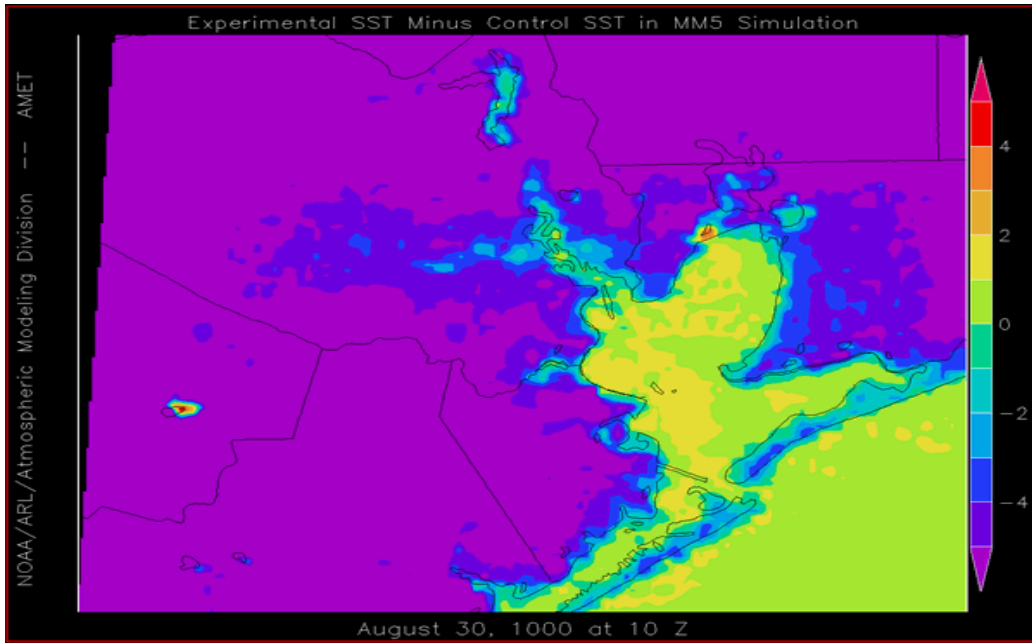 Experimental SST Minus Control SST in MM5 Simulation
NOAA/ARL/Atmospheric Modeling Division -- AMET
4
2
0
-2
-4
August 30, 1000 at 10 Z